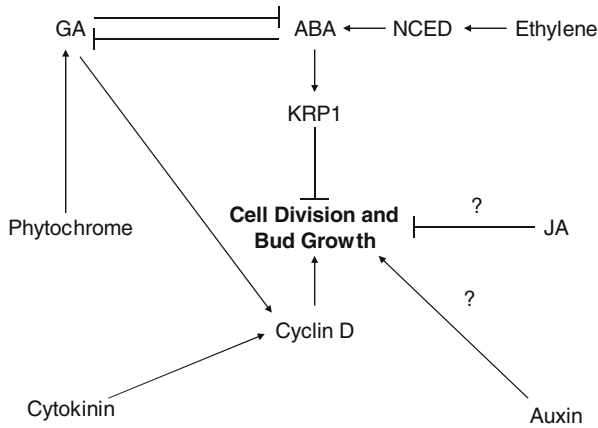 GA
ABA
NCED
Ethylene
KRP1
Cell Division and
Bud Growth
?
JA
Phytochrome
?
Cyclin D
Cytokinin
Auxin